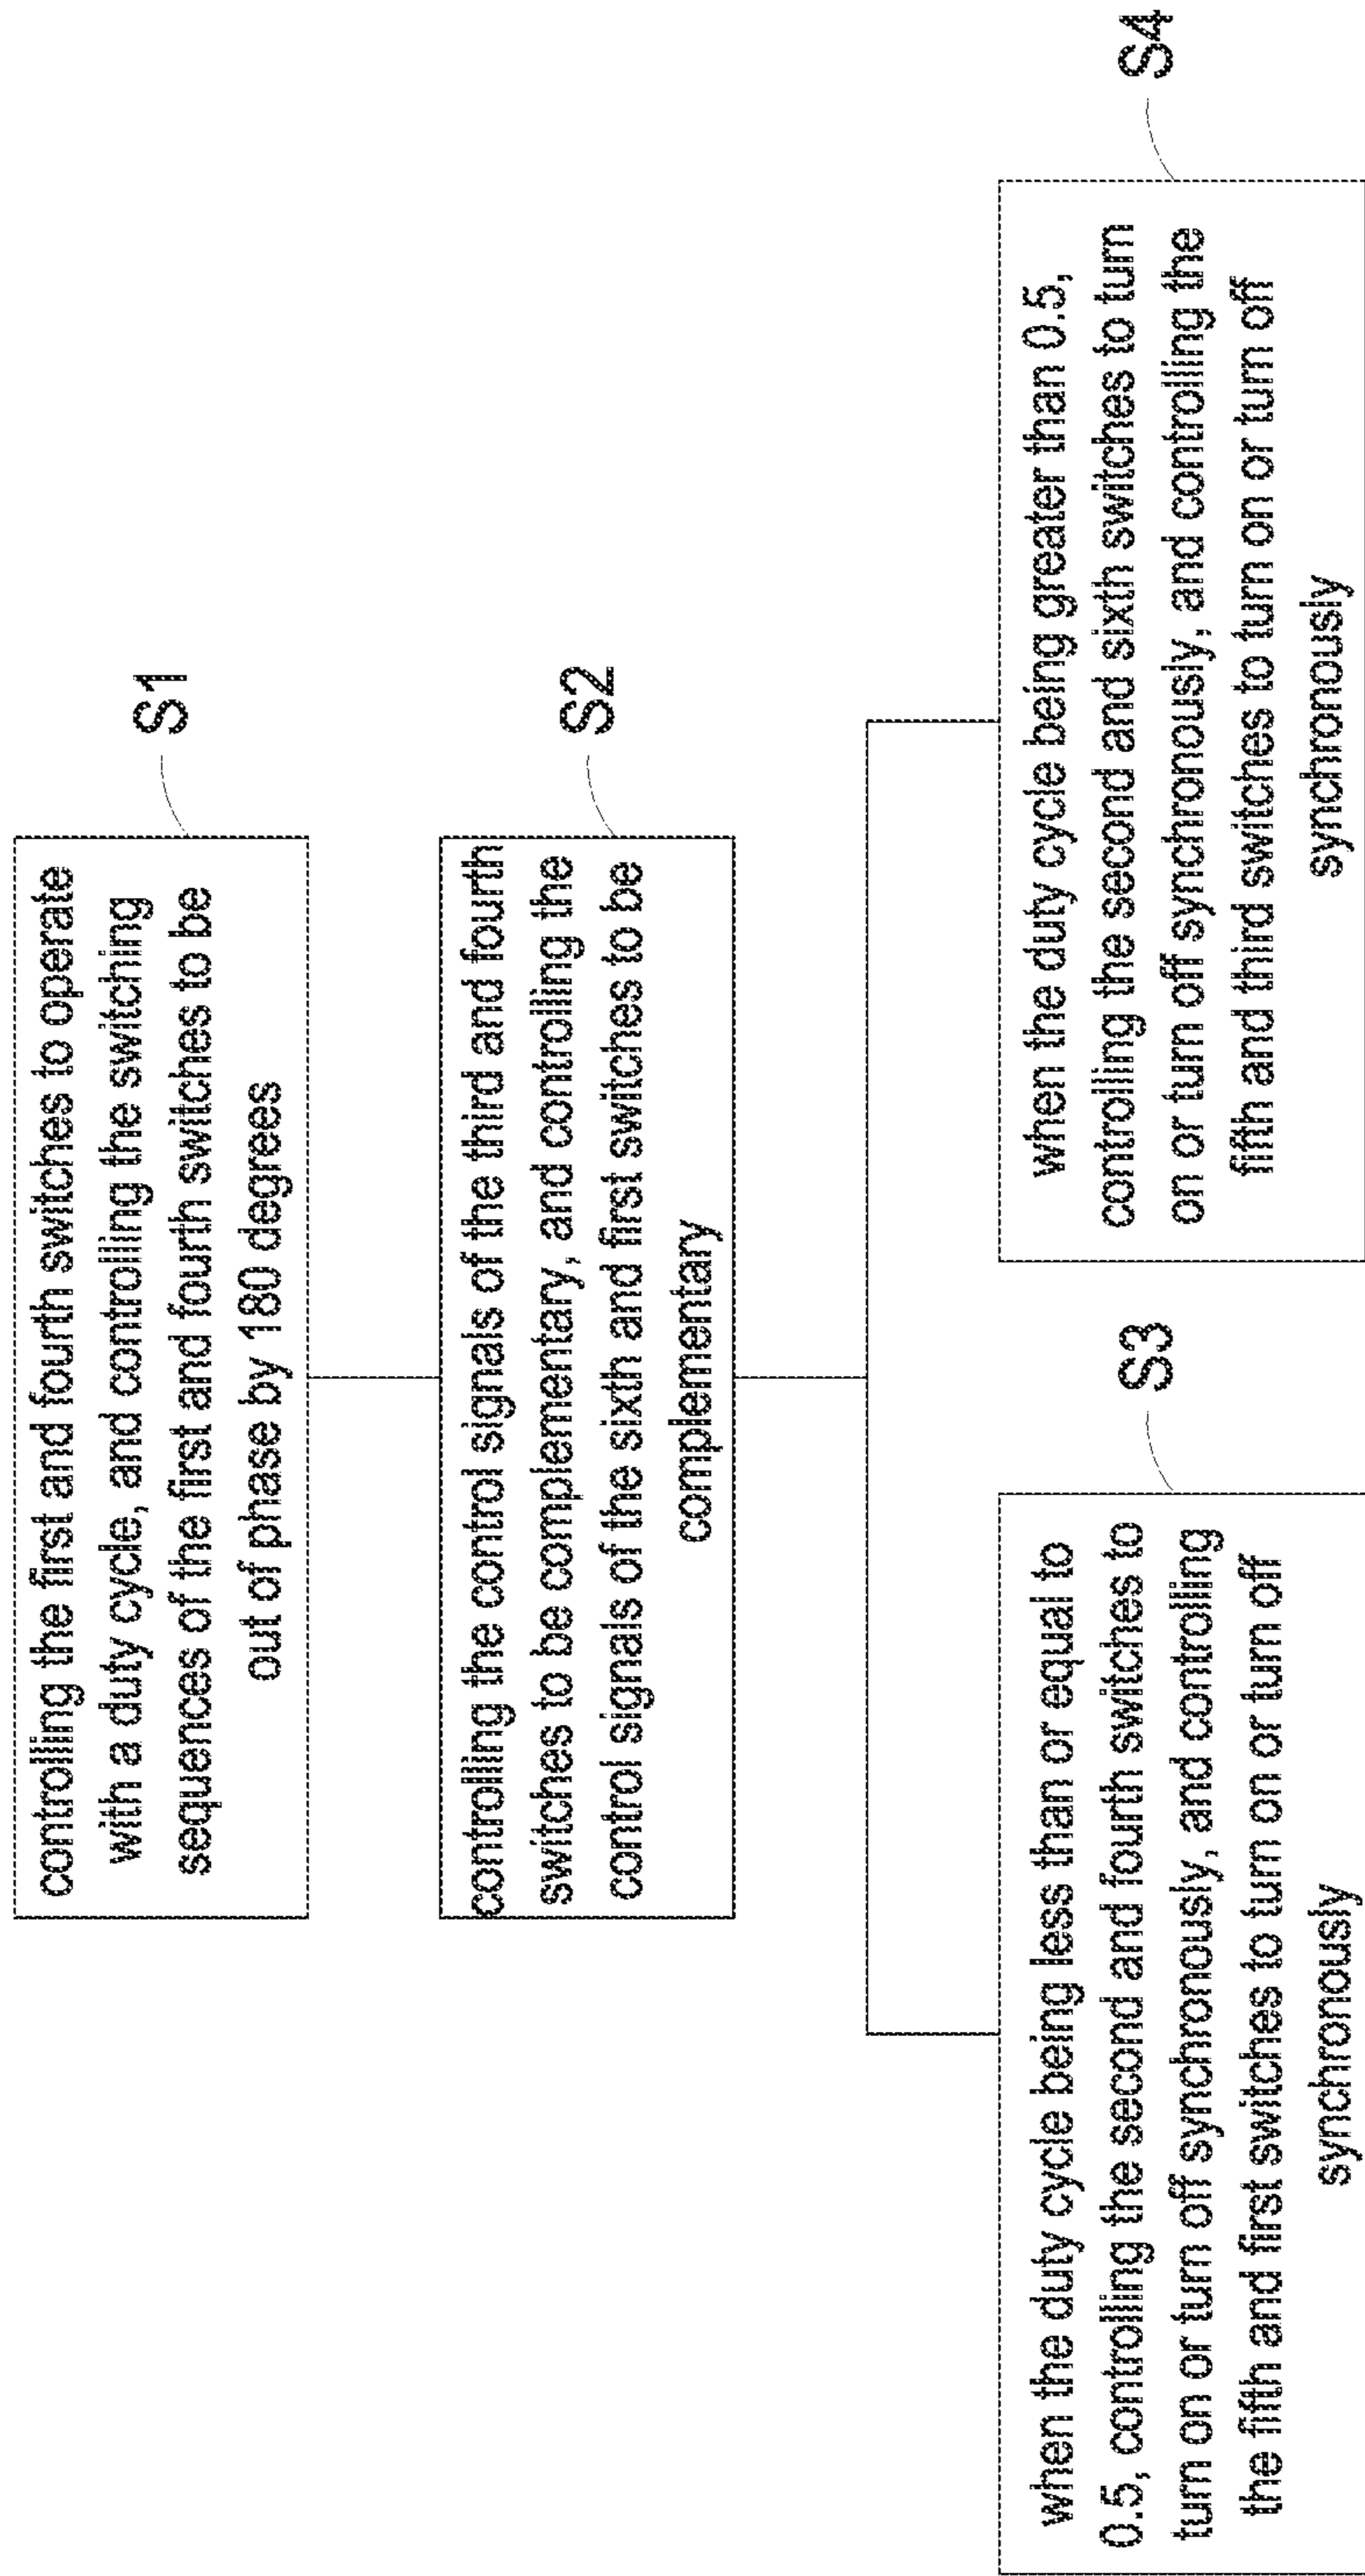 controlling the first and fourth switches to operate
with a duty cycle, and controlling the switching
sequences of the first and fourth switches to be
out of phase by 180 degrees
S1
controlling the control signals of the third and fourth
switches to be complementary, and controlling the
control signals of the sixth and first switches to be
complementary
S2
when the duty cycle being less than or equal to
0.5, controlling the second and fourth switches to
turn on or turn off synchronously, and controlling
the fifth and first switches to turn on or turn off
synchronously
S3
when the duty cycle being greater than 0.5,
controlling the second and sixth switches to turn
on or turn off synchronously, and controlling the
fifth and third switches to turn on or turn off
synchronously
S4